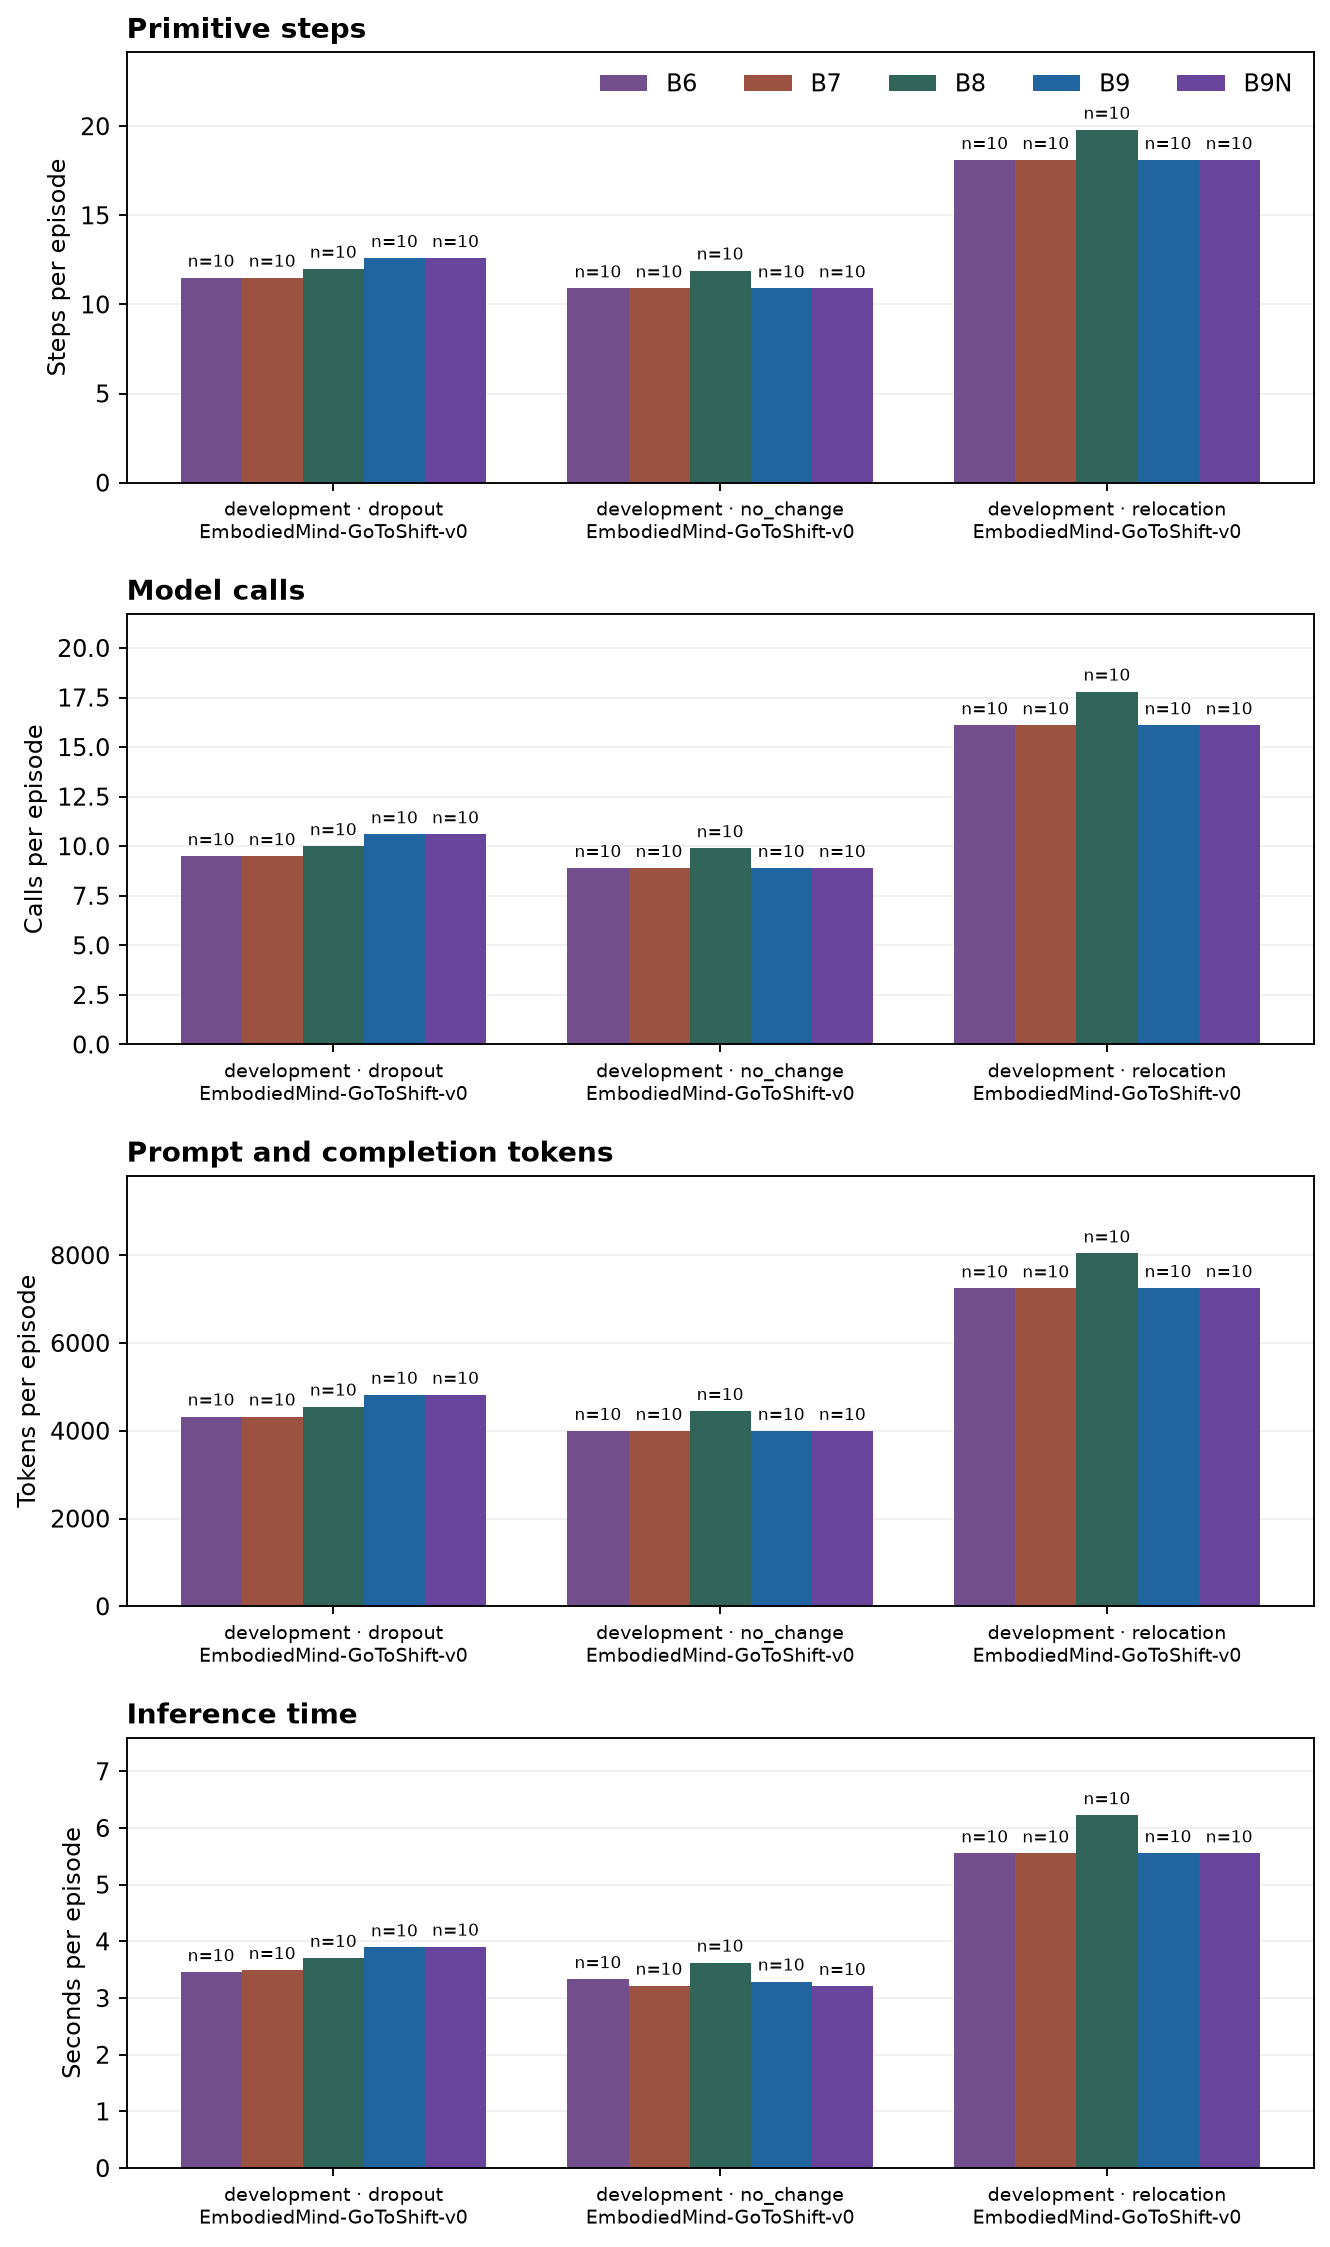 Primitive steps
B6 B7 B8 B9 B9N
Steps per episode
20
15
10
5
0
n=10 n=10 n=10 n=10 n=10
n=10 n=10 n=10 n=10 n=10
n=10 n=10 n=10 n=10 n=10
development · dropout
EmbodiedMind-GoToShift-v0
development · no_change
EmbodiedMind-GoToShift-v0
development · relocation
EmbodiedMind-GoToShift-v0
Model calls
Calls per episode
20.0
17.5
15.0
12.5
10.0
7.5
5.0
2.5
0.0
n=10 n=10 n=10 n=10 n=10
n=10 n=10 n=10 n=10 n=10
n=10 n=10 n=10 n=10 n=10
development · dropout
EmbodiedMind-GoToShift-v0
development · no_change
EmbodiedMind-GoToShift-v0
development · relocation
EmbodiedMind-GoToShift-v0
Prompt and completion tokens
Tokens per episode
8000
6000
4000
2000
0
n=10 n=10 n=10 n=10 n=10
n=10 n=10 n=10 n=10 n=10
n=10 n=10 n=10 n=10 n=10
development · dropout
EmbodiedMind-GoToShift-v0
development · no_change
EmbodiedMind-GoToShift-v0
development · relocation
EmbodiedMind-GoToShift-v0
Inference time
Seconds per episode
7
6
5
4
3
2
1
0
n=10 n=10 n=10 n=10 n=10
n=10 n=10 n=10 n=10 n=10
n=10 n=10 n=10 n=10 n=10
development · dropout
EmbodiedMind-GoToShift-v0
development · no_change
EmbodiedMind-GoToShift-v0
development · relocation
EmbodiedMind-GoToShift-v0